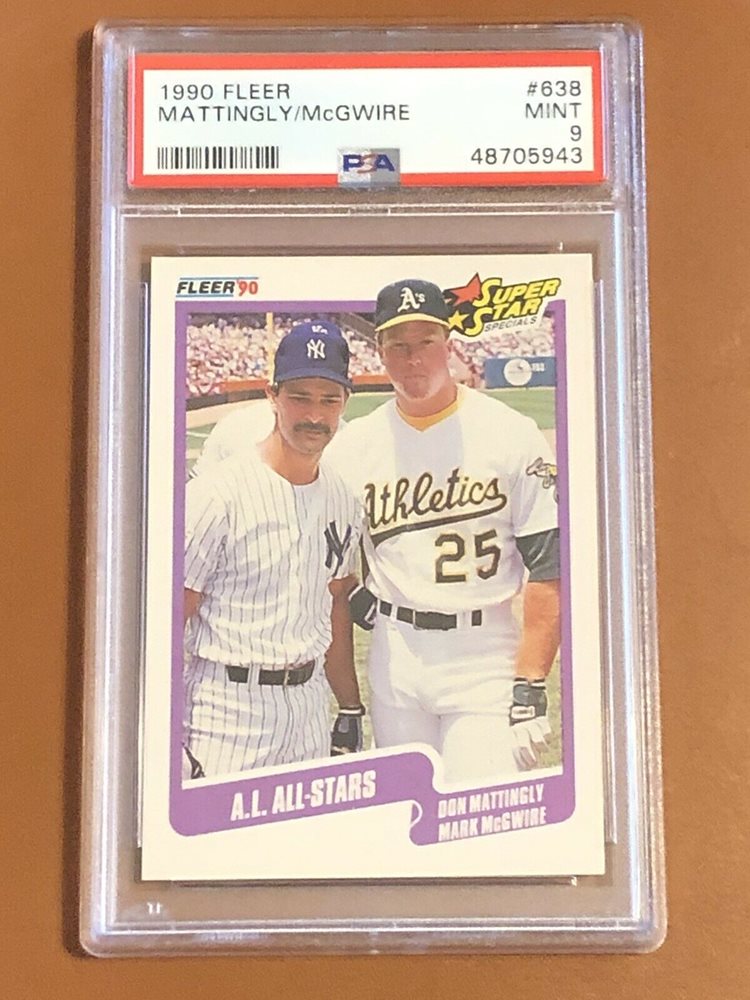 1990 FLEER #638
MATTINGLY/McGWIRE MINT
9
PSA 48705943
FLEER '90
SUPER
STAR
SPECIALS
A's
NY
NY
Athletics
25
A.L. ALL-STARS
DON MATTINGLY
MARK McGWIRE